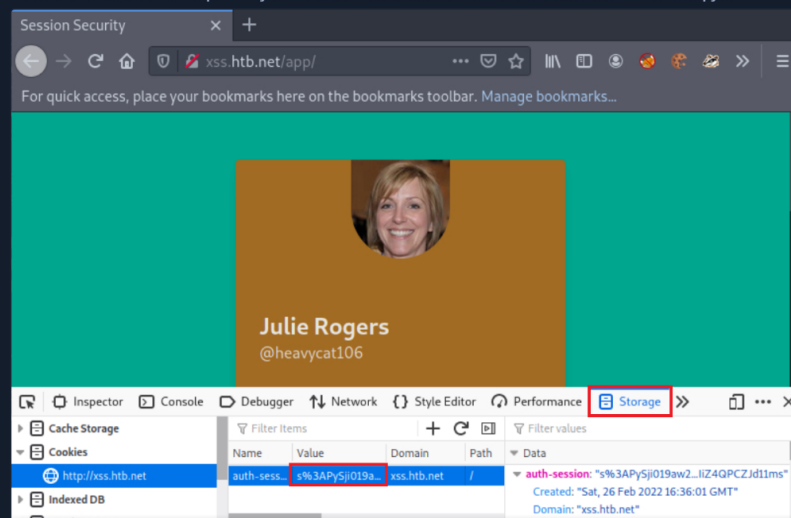 Session Security
xss.htb.net/app/
For quick access, place your bookmarks here on the bookmarks toolbar. Manage bookmarks...
Julie Rogers
@heavycat106
Inspector Console Debugger Network {} Style Editor Performance Storage
Cache Storage
Filter Items
Filter values
Cookies
Name Value Domain Path
Data
http://xss.htb.net
auth-sess... s%3APySji019a... xss.htb.net /
auth-session: "s%3APySji019aw2...IiZ4QPCZJd11ms"
Created: "Sat, 26 Feb 2022 16:36:01 GMT"
Indexed DB
Domain: "xss.htb.net"